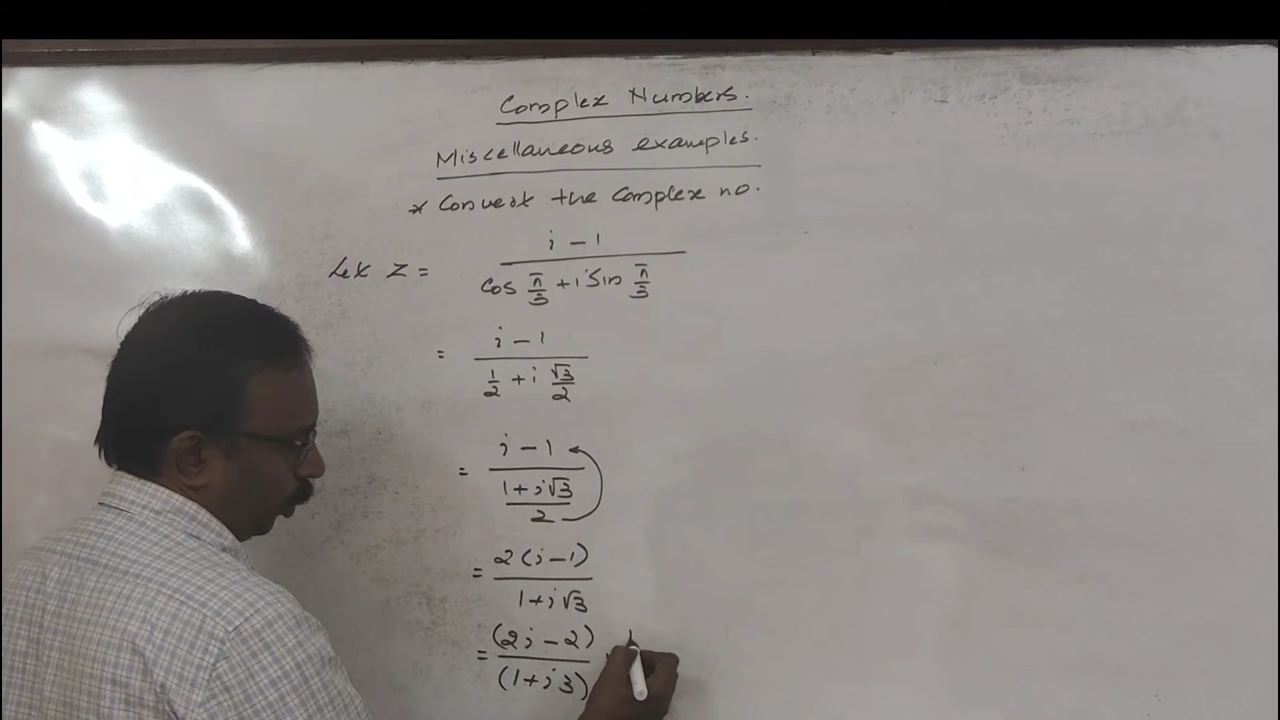 Complex Numbers.
Miscellaneous examples.
* Convert the Complex no.
Let Z = (i - 1) / (cos π/3 + i sin π/3)
= (i - 1) / (1/2 + i √3/2)
= (i - 1) / ((1 + i√3) / 2)
= 2(i - 1) / (1 + i√3)
= (2i - 2) / (1 + i3)